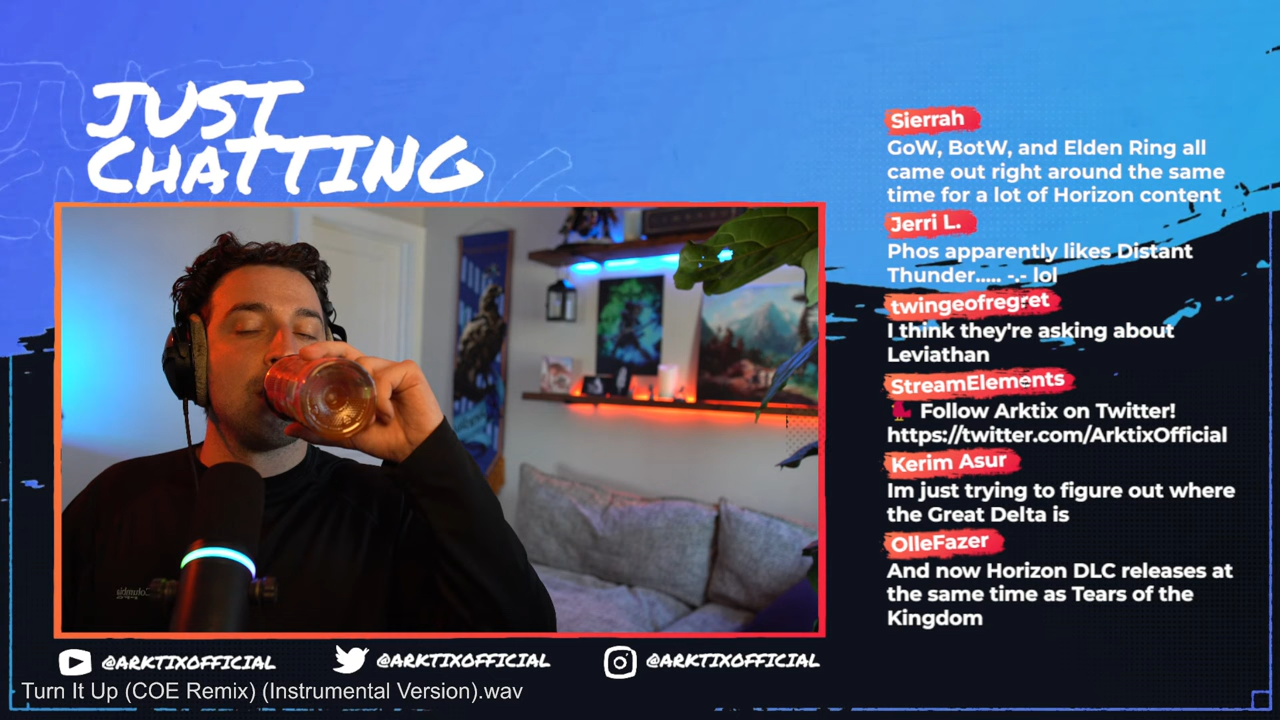 JUST
CHATTING
Sierrah
GoW, BotW, and Elden Ring all
came out right around the same
time for a lot of Horizon content
Jerri L.
Phos apparently likes Distant
Thunder..... -.- lol
twingeofregret
I think they're asking about
Leviathan
StreamElements
Follow Arktix on Twitter!
https://twitter.com/ArktixOfficial
Kerim Asur
Im just trying to figure out where
the Great Delta is
OlleFazer
And now Horizon DLC releases at
the same time as Tears of the
Kingdom
@ARKTIXOFFICIAL
@ARKTIXOFFICIAL
@ARKTIXOFFICIAL
Turn It Up (COE Remix) (Instrumental Version).wav